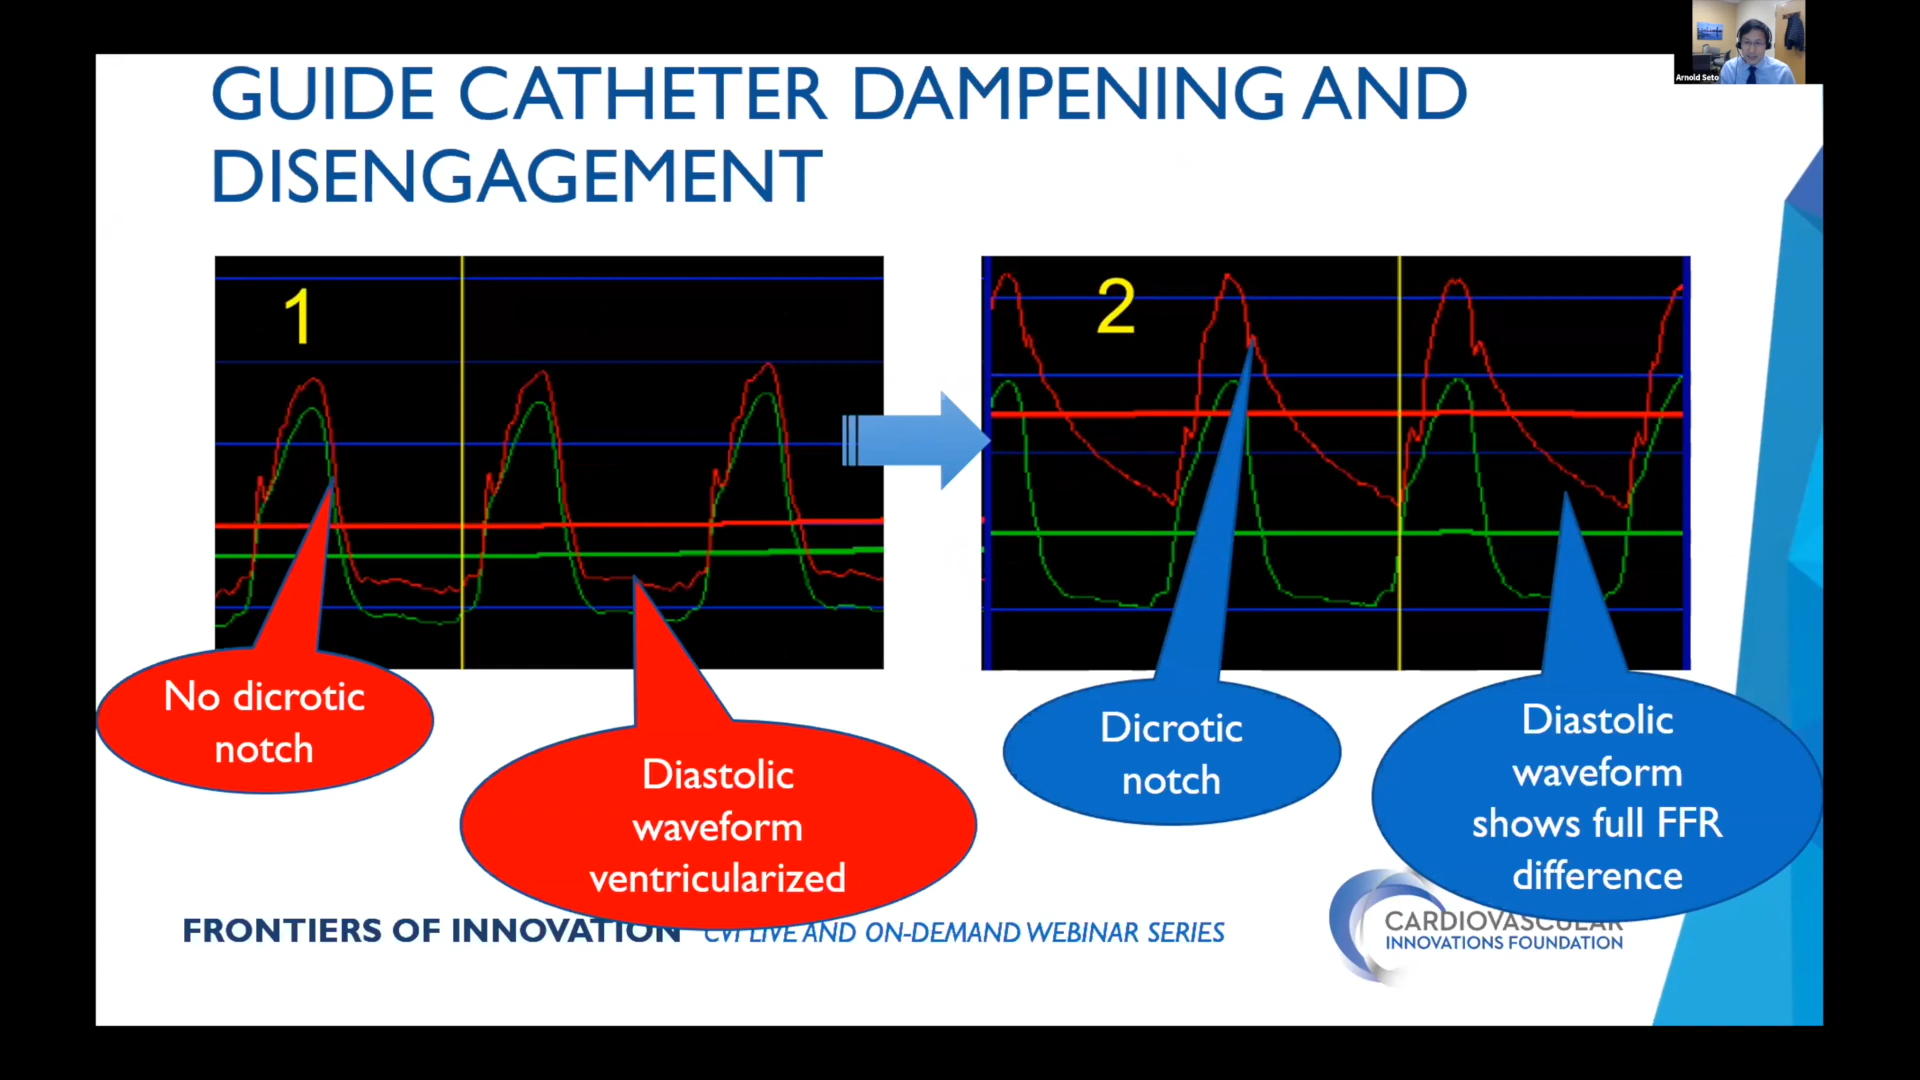 Arnold Seto
GUIDE CATHETER DAMPENING AND
DISENGAGEMENT
1
2
No dicrotic
notch
Diastolic
waveform
ventricularized
Dicrotic
notch
Diastolic
waveform
shows full FFR
difference
FRONTIERS OF INNOVATION CVI LIVE AND ON-DEMAND WEBINAR SERIES
CARDIOVASCULAR
INNOVATIONS FOUNDATION